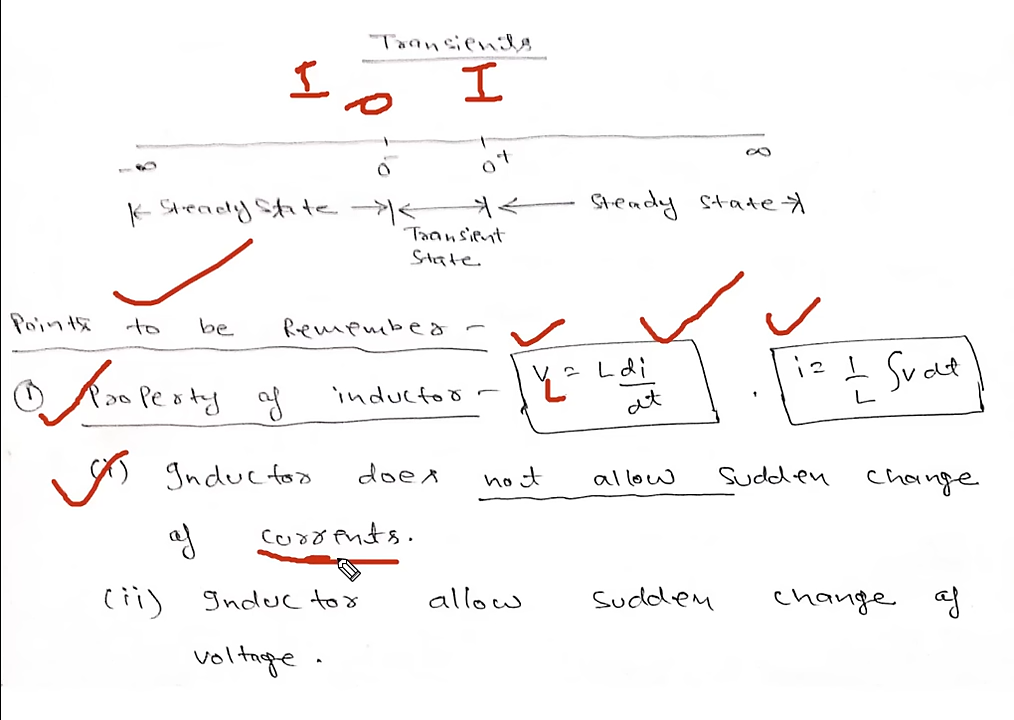 Transients
I 0 I
-∞ 0⁻ 0⁺ ∞
Steady State Steady State
Transient
State
Points to be Remember -
① Property of inductor - V_L = L di/dt , i = 1/L ∫v dt
(i) Inductor does not allow sudden change
of currents.
(ii) Inductor allow sudden change of
voltage.